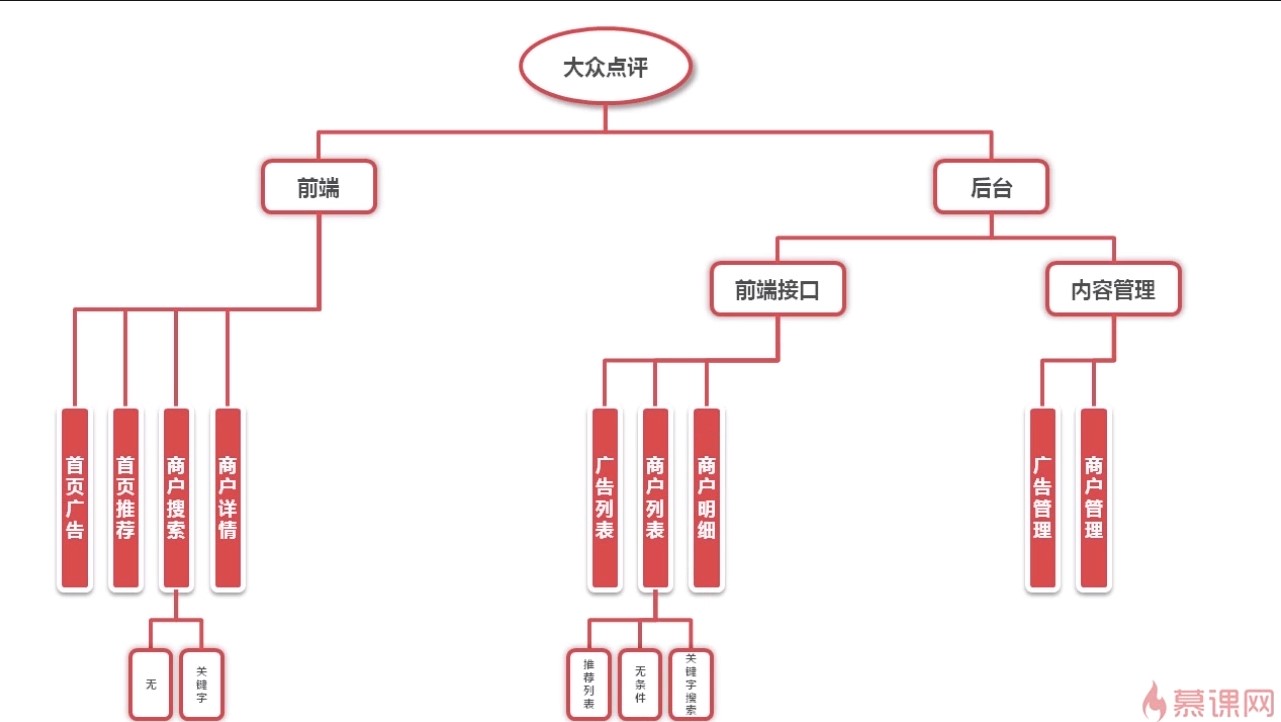 大众点评
前端
后台
前端接口
内容管理
首页广告
首页推荐
商户搜索
商户详情
广告列表
商户列表
商户明细
广告管理
商户管理
无
关键字
推荐列表
无条件
关键字搜索
慕课网